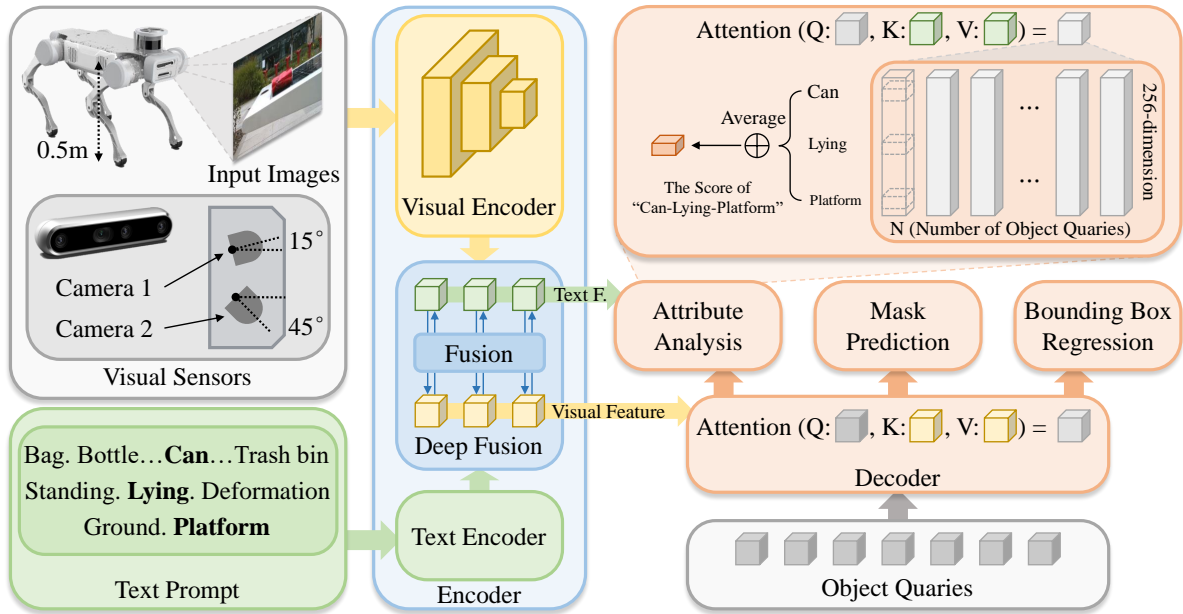 0.5m
Input Images
Camera 1
Camera 2
15°
45°
Visual Sensors
Bag. Bottle…Can…Trash bin
Standing. Lying. Deformation
Ground. Platform
Text Prompt
Visual Encoder
Text F.
Fusion
Visual Feature
Deep Fusion
Text Encoder
Encoder
Attention (Q: , K: , V: ) =
Can
Average
Lying
The Score of
“Can-Lying-Platform”
Platform
...
...
256-dimension
N (Number of Object Quaries)
Attribute
Analysis
Mask
Prediction
Bounding Box
Regression
Attention (Q: , K: , V: ) =
Decoder
Object Quaries